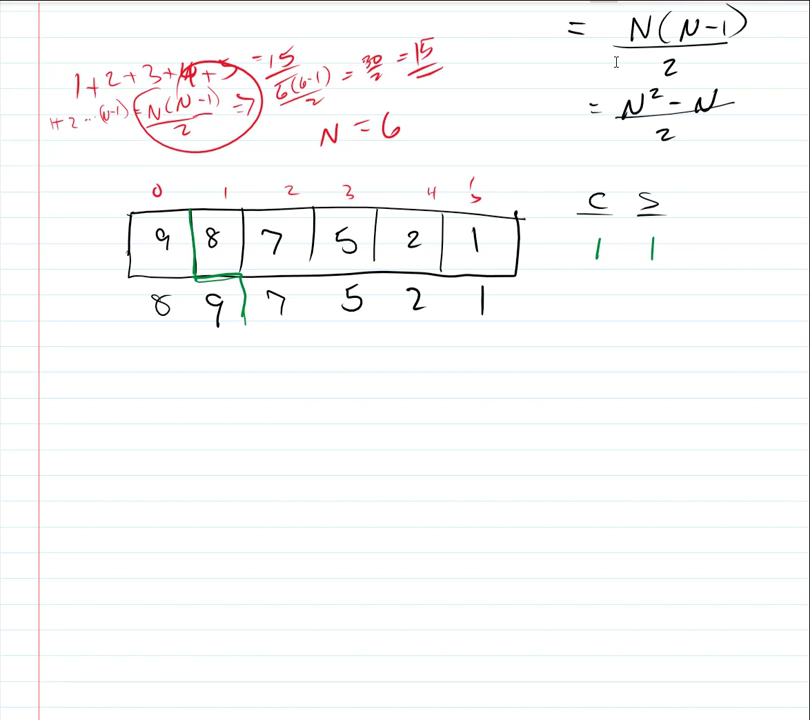 = N(N-1)
2
= N² - N
2
1+2+3+4+5 = 15
1+2...(N-1) = N(N-1) => 6(6-1) = 30 = 15
2 2 2
N = 6
0 1 2 3 4 5
C S
9 8 7 5 2 1
1 1
8 9 7 5 2 1